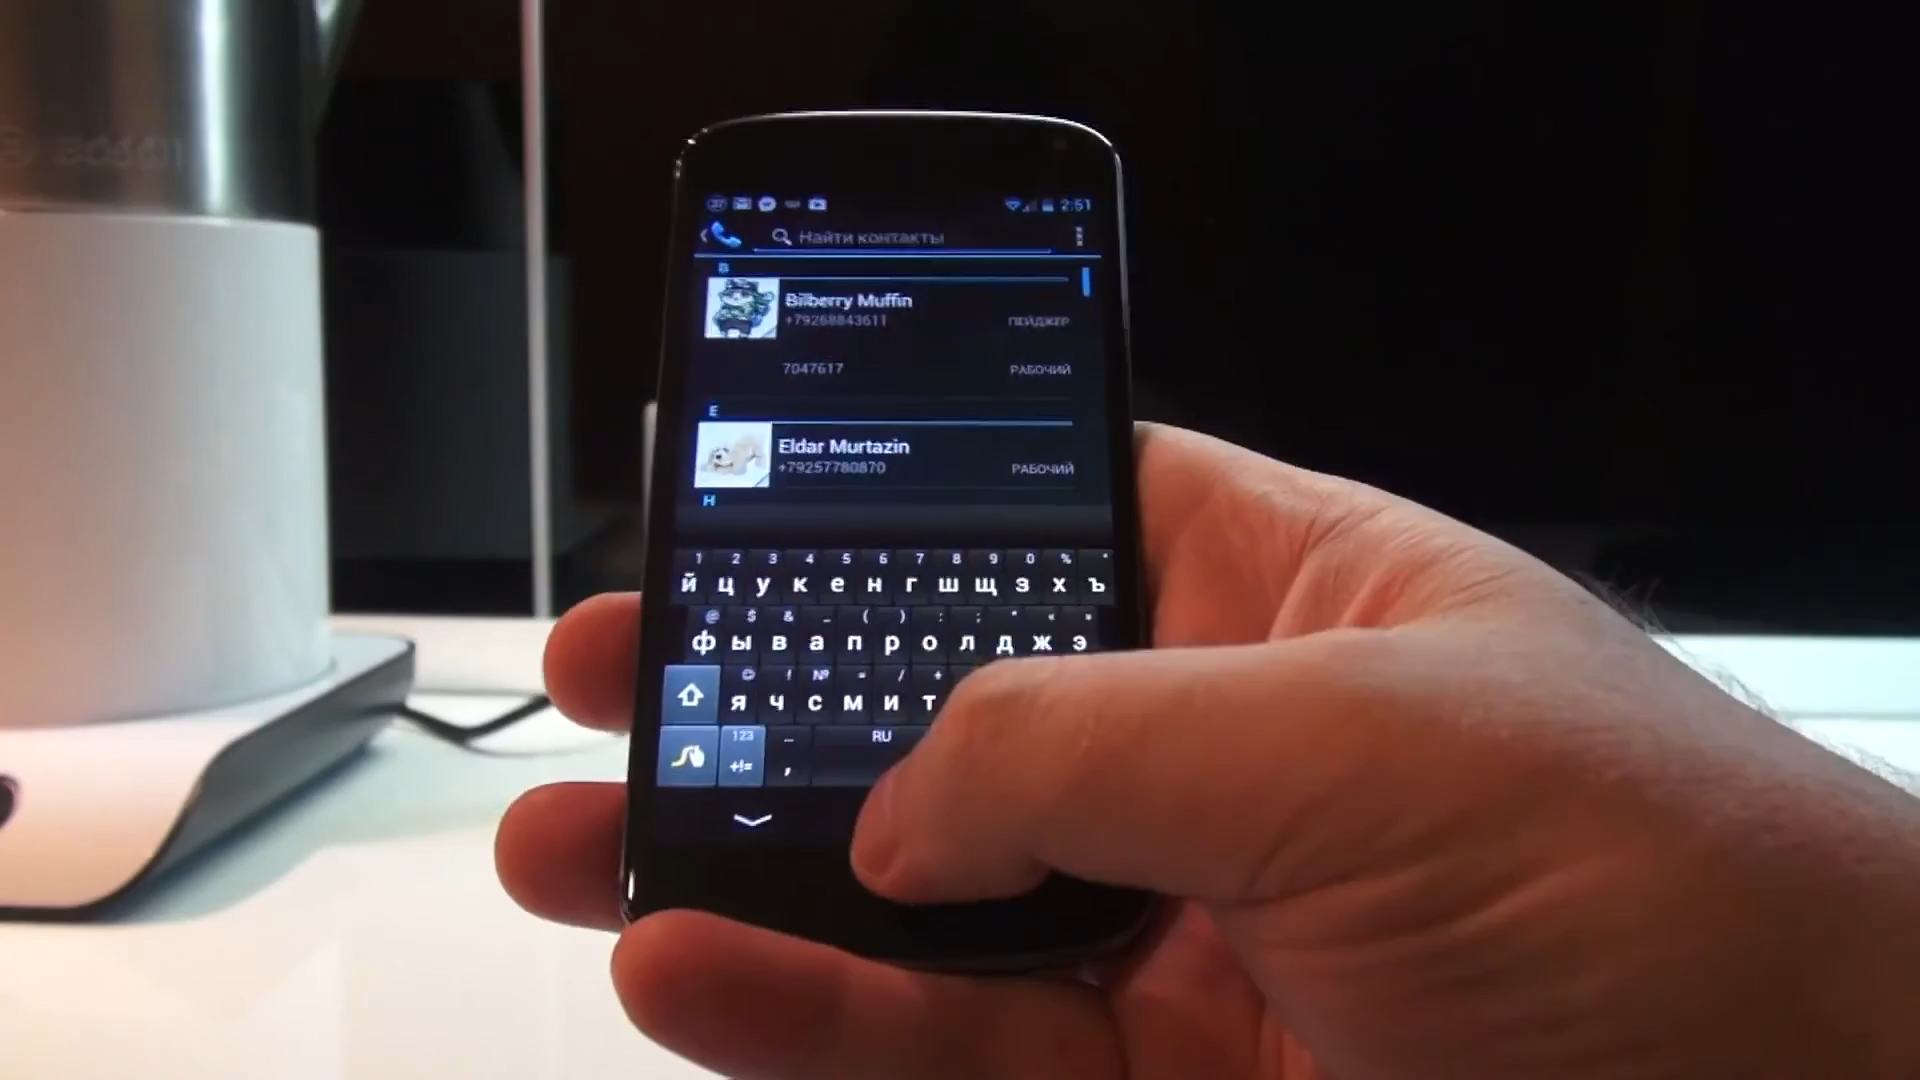 2:51
Найти контакты
B
Bilberry Muffin
+79268843611 ПЕЙДЖЕР
7047617 РАБОЧИЙ
E
Eldar Murtazin
+79257780870 РАБОЧИЙ
H
1 2 3 4 5 6 7 8 9 0 %
й ц у к е н г ш щ з х ъ
@ $ & _ ( ) : ; " « »
ф ы в а п р о л д ж э
! № = / +
я ч с м и т
123 RU
+!= ,